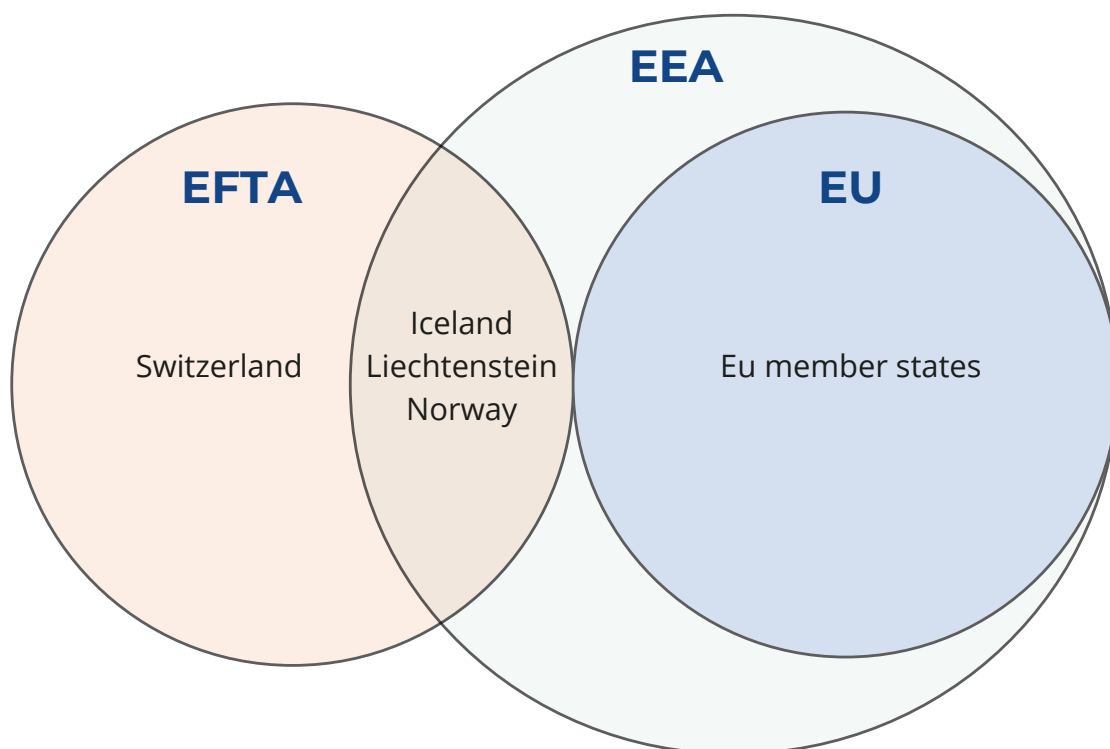 EEA
EFTA
EU
Switzerland
Iceland
Liechtenstein
Norway
Eu member states